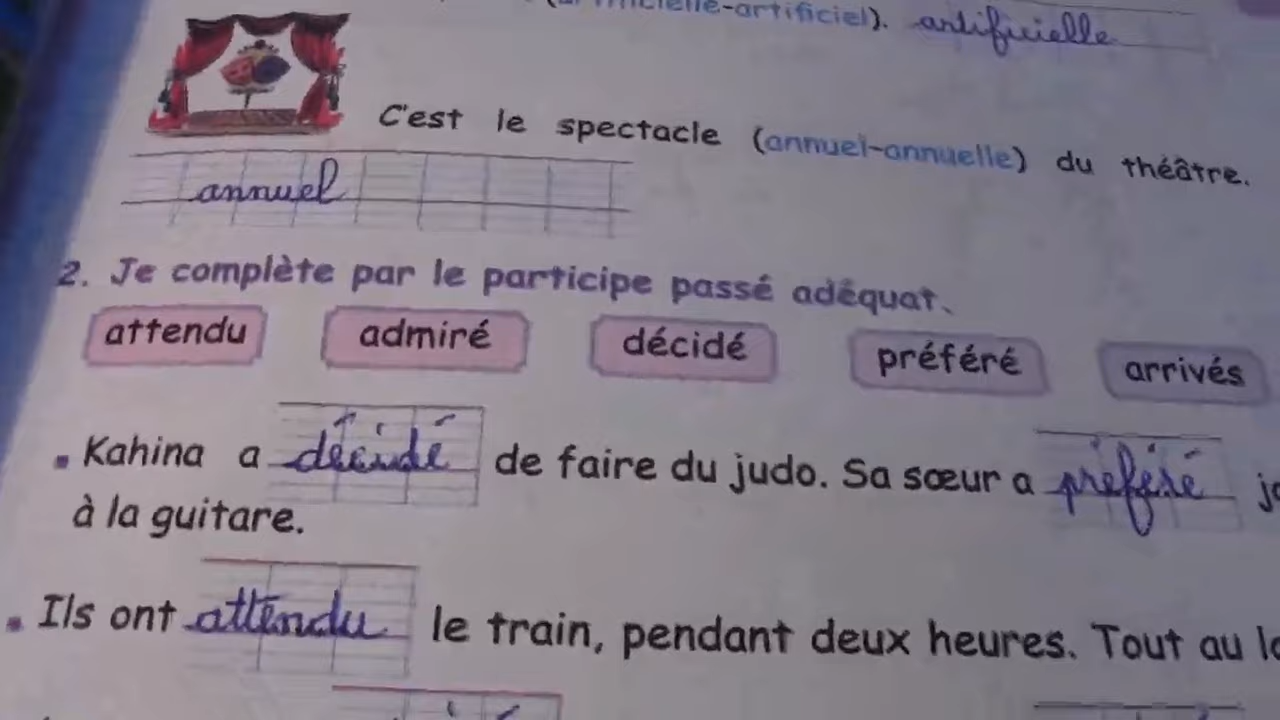 -artificiel). artificielle
C'est le spectacle (annuel-annuelle) du théâtre.
annuel
2. Je complète par le participe passé adéquat.
attendu admiré décidé préféré arrivés
Kahina a décidé de faire du judo. Sa sœur a préféré
à la guitare.
Ils ont attendu le train, pendant deux heures. Tout au